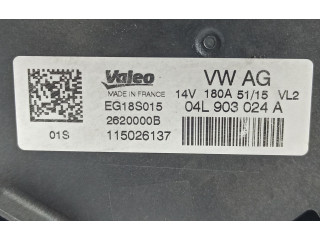 Valeo VW AG
MADE IN FRANCE 14V 180A 51/15 VL2
EG18S015 04L 903 024 A
2620000B
01S 115026137